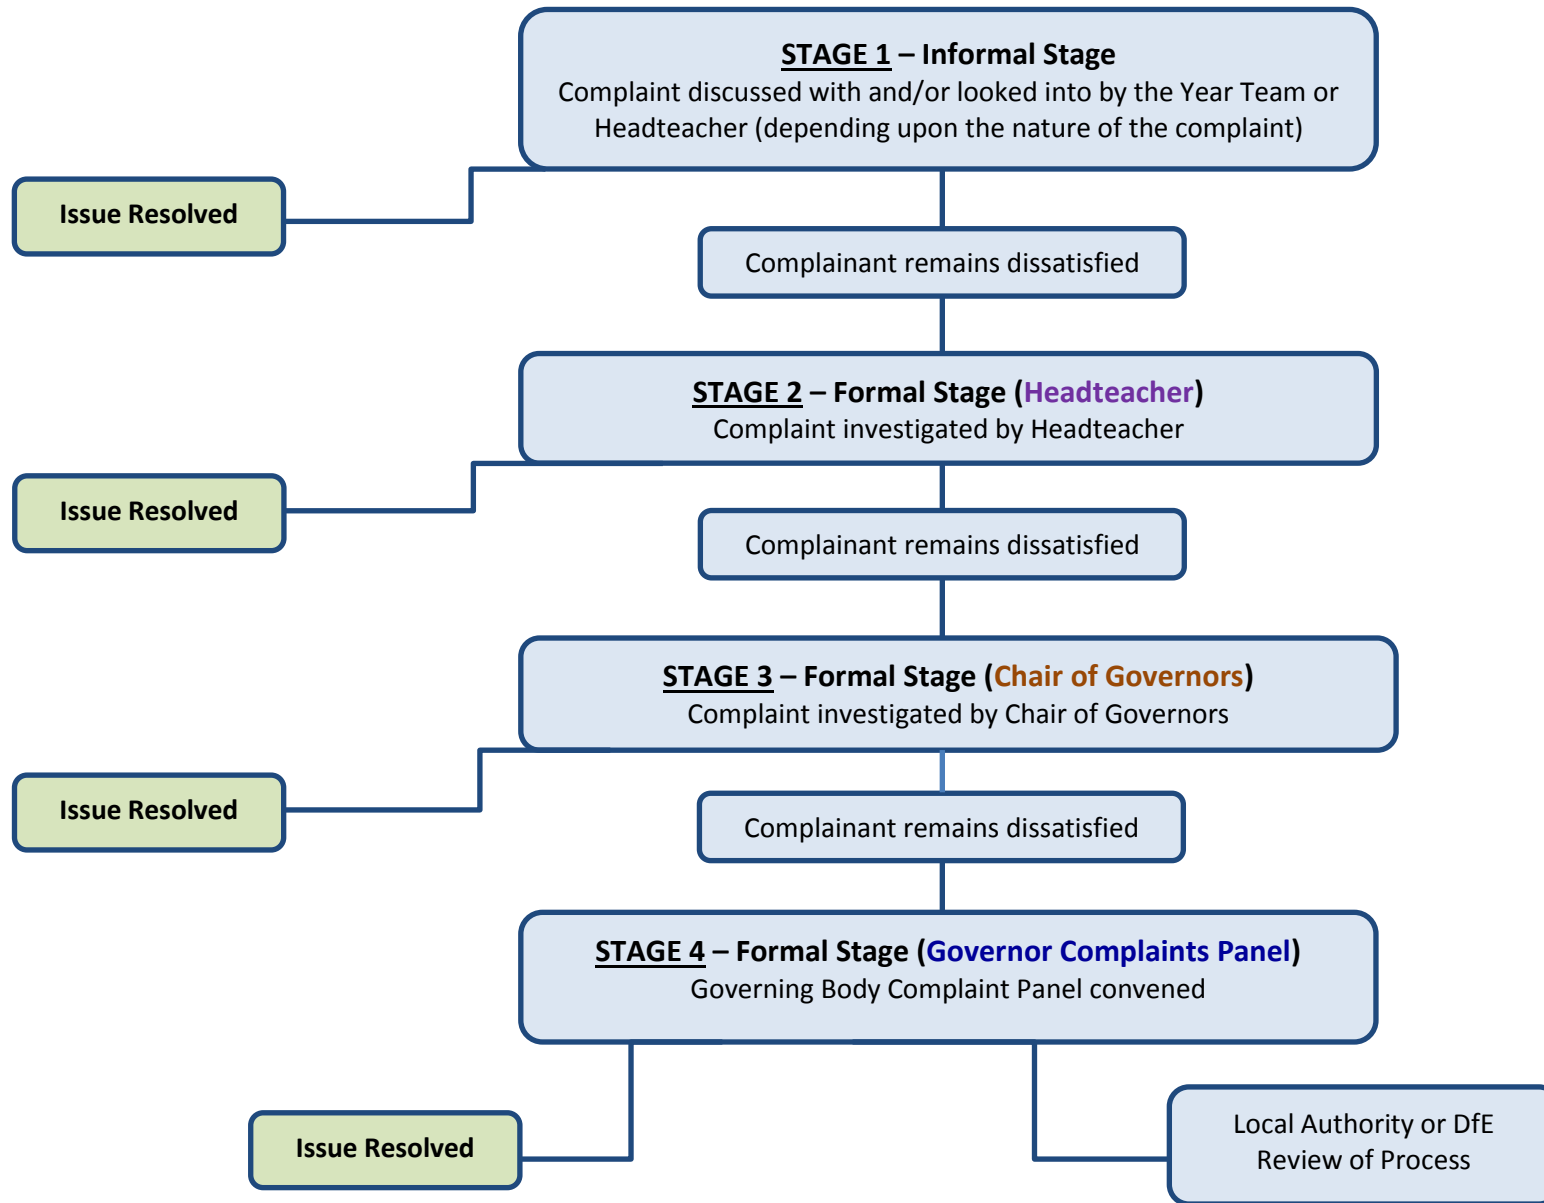 STAGE 1 – Informal Stage
Complaint discussed with and/or looked into by the Year Team or
Headteacher (depending upon the nature of the complaint)
Issue Resolved
Complainant remains dissatisfied
STAGE 2 – Formal Stage (Headteacher)
Complaint investigated by Headteacher
Issue Resolved
Complainant remains dissatisfied
STAGE 3 – Formal Stage (Chair of Governors)
Complaint investigated by Chair of Governors
Issue Resolved
Complainant remains dissatisfied
STAGE 4 – Formal Stage (Governor Complaints Panel)
Governing Body Complaint Panel convened
Issue Resolved
Local Authority or DfE
Review of Process